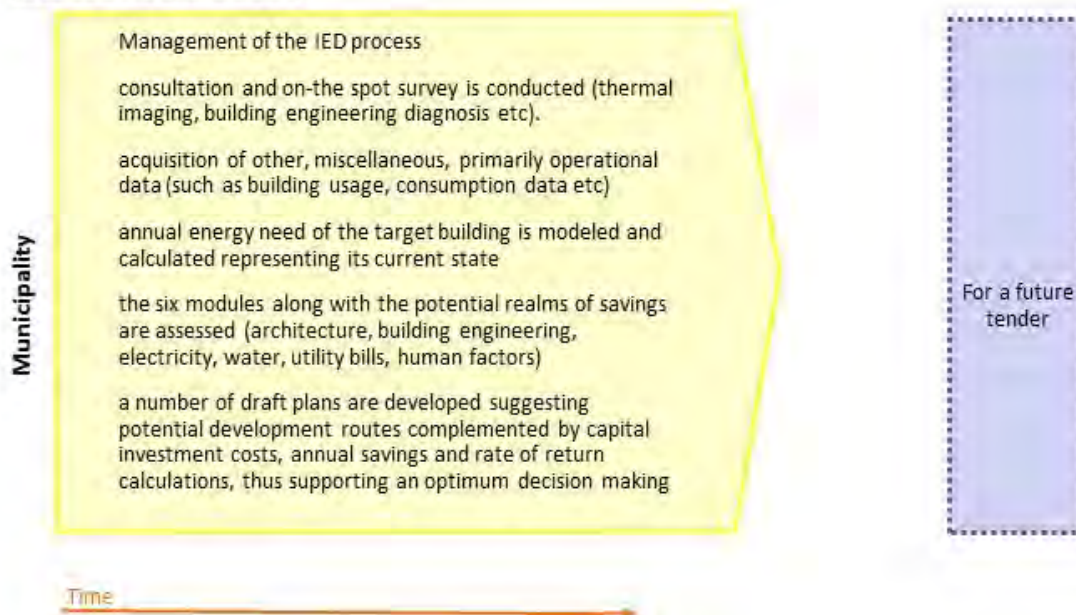 Management of the IED process
consultation and on-the spot survey is conducted (thermal
imaging, building engineering diagnosis etc).
acquisition of other, miscellaneous, primarily operational
data (such as building usage, consumption data etc)
annual energy need of the target building is modeled and
calculated representing its current state
the six modules along with the potential realms of savings
are assessed (architecture, building engineering,
electricity, water, utility bills, human factors)
a number of draft plans are developed suggesting
potential development routes complemented by capital
investment costs, annual savings and rate of return
calculations, thus supporting an optimum decision making
Municipality
For a future
tender
Time